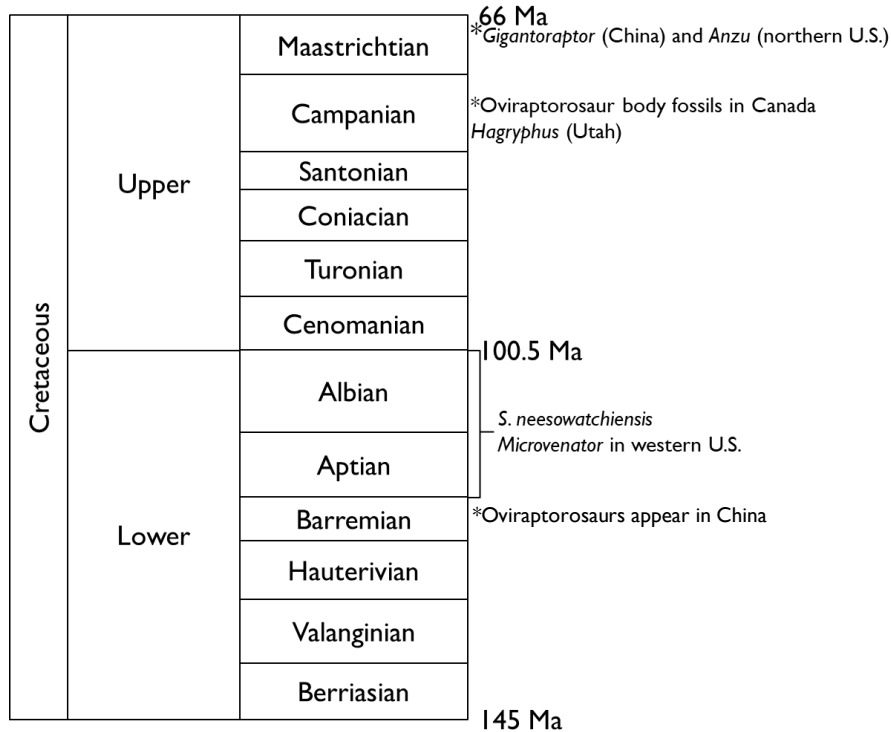 66 Ma
*Gigantoraptor (China) and Anzu (northern U.S.)
Maastrichtian
*Oviraptorosaur body fossils in Canada
Campanian
Hagryphus (Utah)
Santonian
Upper
Coniacian
Turonian
Cenomanian
Cretaceous
100.5 Ma
Albian
S. neesowatchiensis
Microvenator in western U.S.
Aptian
Barremian
*Oviraptorosaurs appear in China
Lower
Hauterivian
Valanginian
Berriasian
145 Ma